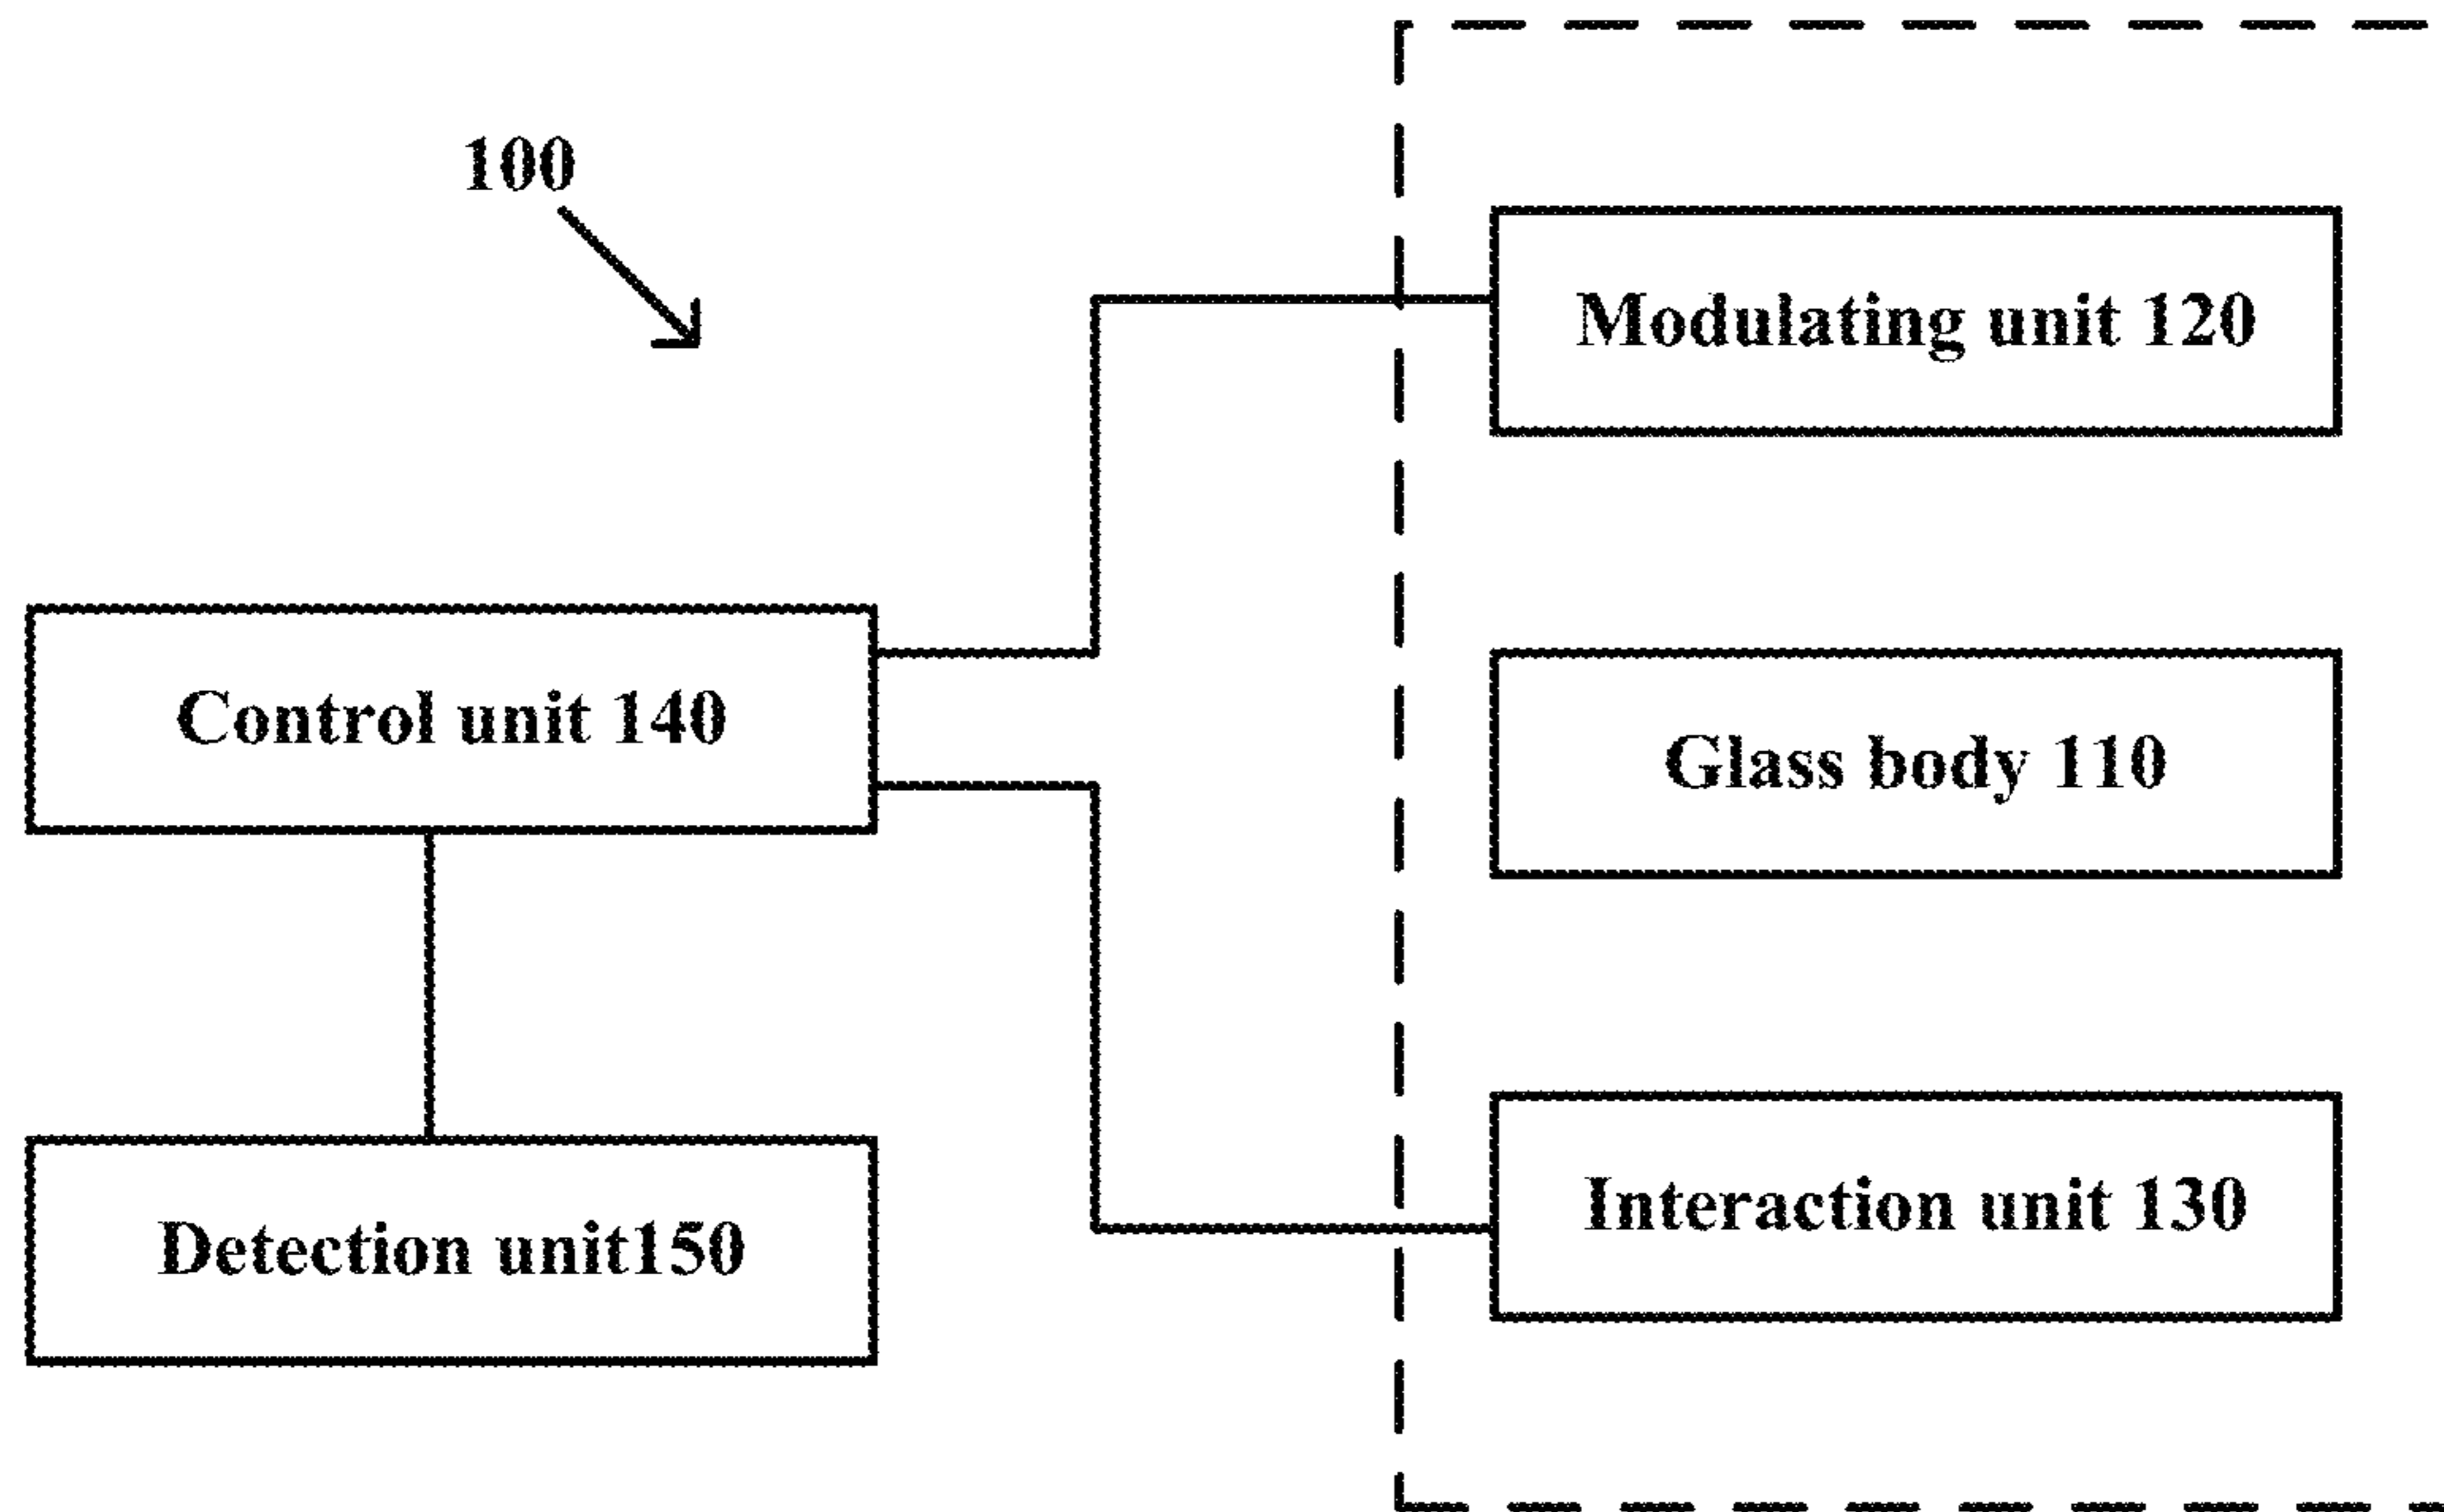 100
Modulating unit 120
Control unit 140
Glass body 110
Detection unit150
Interaction unit 130